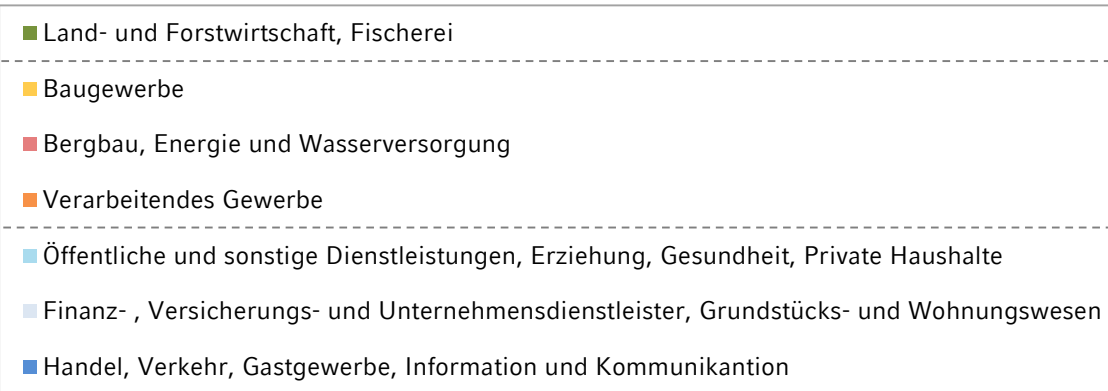 Land- und Forstwirtschaft, Fischerei
Baugewerbe
Bergbau, Energie und Wasserversorgung
Verarbeitendes Gewerbe
Öffentliche und sonstige Dienstleistungen, Erziehung, Gesundheit, Private Haushalte
Finanz- , Versicherungs- und Unternehmensdienstleister, Grundstücks- und Wohnungswesen
Handel, Verkehr, Gastgewerbe, Information und Kommunikantion